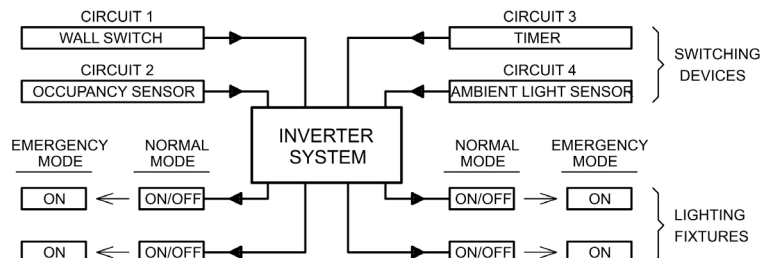 CIRCUIT 1
WALL SWITCH
CIRCUIT 2
OCCUPANCY SENSOR
CIRCUIT 3
TIMER
CIRCUIT 4
AMBIENT LIGHT SENSOR
SWITCHING
DEVICES
INVERTER
SYSTEM
EMERGENCY
MODE
NORMAL
MODE
NORMAL
MODE
EMERGENCY
MODE
ON
ON/OFF
ON/OFF
ON
ON
ON/OFF
ON/OFF
ON
LIGHTING
FIXTURES